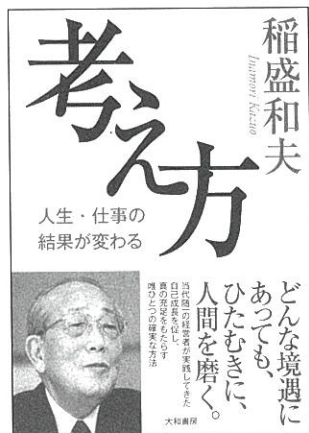 稲盛和夫
Inamori Kazuo
考え方
人生・仕事の
結果が変わる
どんな境遇に
あっても、
ひたむきに、
人間を磨く。
当代随一の経営者が実践してきた
自己成長を促し、
真の充足をもたらす
唯ひとつの確実な方法
大和書房